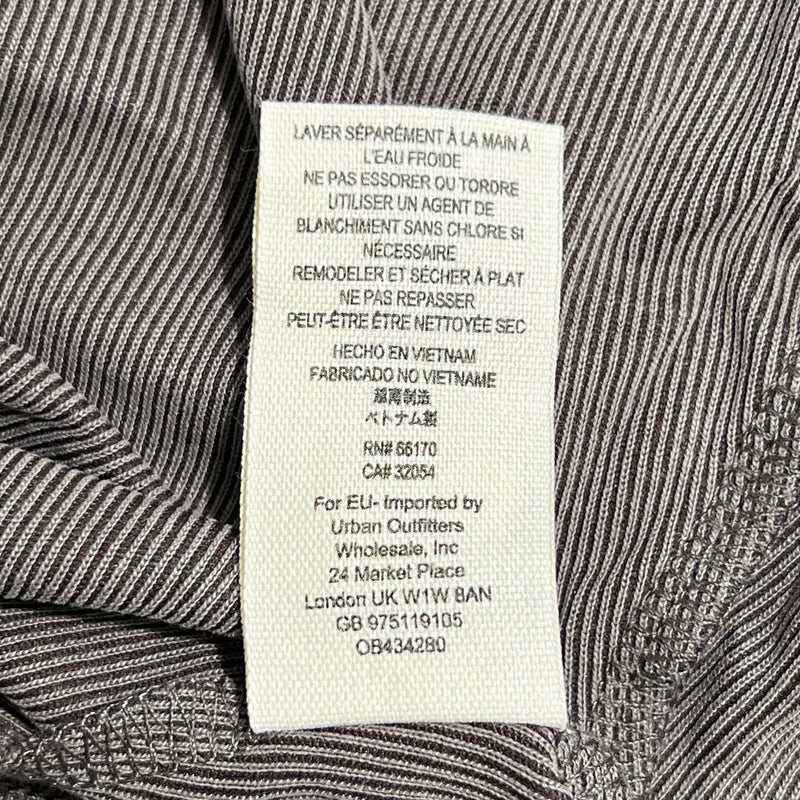 LAVER SÉPARÉMENT À LA MAIN À
L'EAU FROIDE
NE PAS ESSORER OU TORDRE
UTILISER UN AGENT DE
BLANCHIMENT SANS CHLORE SI
NÉCESSAIRE
REMODELER ET SÉCHER À PLAT
NE PAS REPASSER
PEUT-ÊTRE ÊTRE NETTOYÉE SEC
HECHO EN VIETNAM
FABRICADO NO VIETNAME
越南制造
ベトナム製
RN# 66170
CA# 32054
For EU- Imported by
Urban Outfitters
Wholesale, Inc
24 Market Place
London UK W1W 8AN
GB 975119105
OB434280